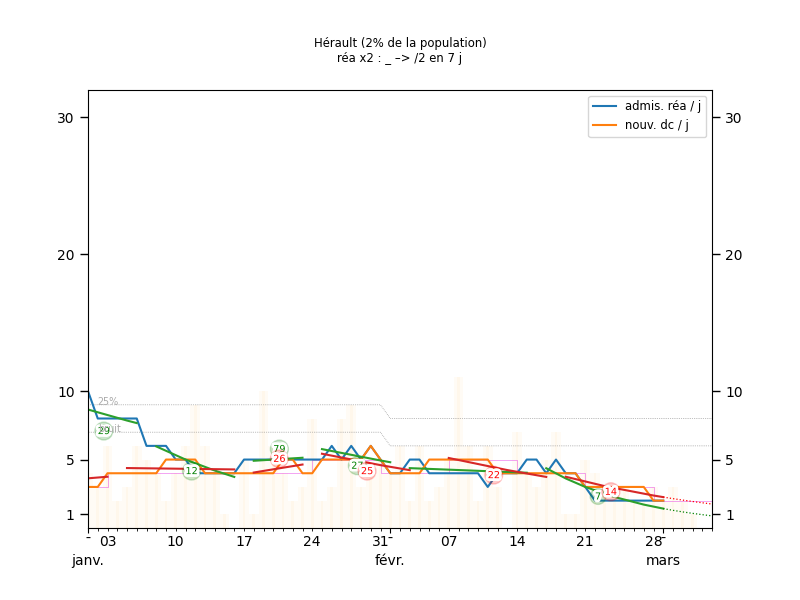 Hérault (2% de la population)
réa x2 : _ –> /2 en 7 j
admis. réa / j
nouv. dc / j
30 30
20 20
10 10
25%
29
79
26
12
25
22
7
14
5 5
1 1
- 03 10 17 24 31 07 14 21 28
janv. févr. mars